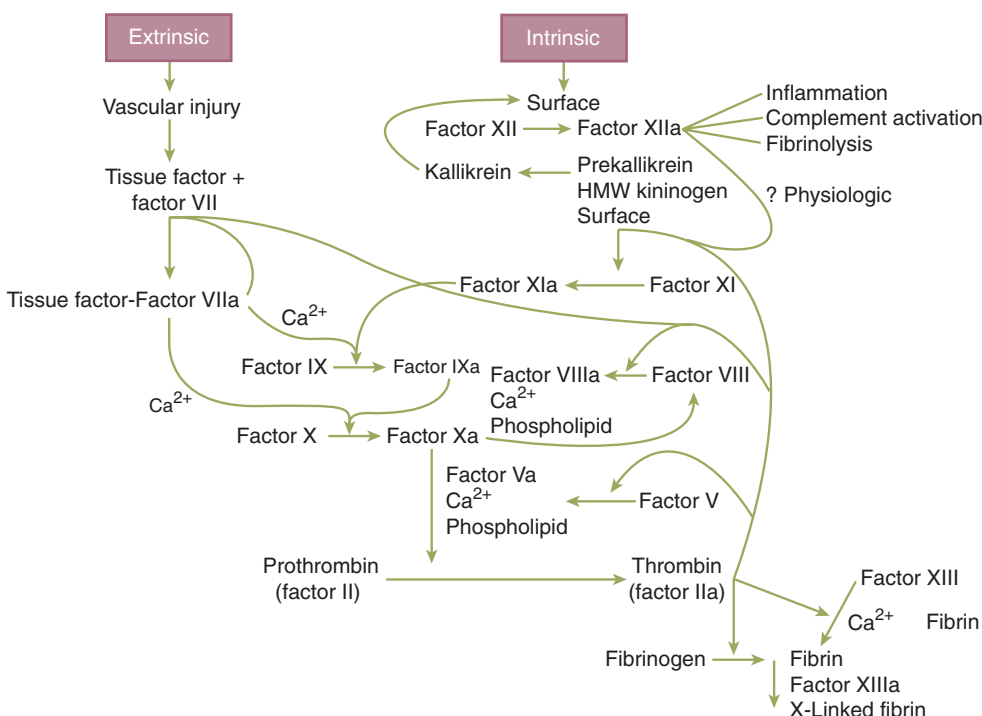 Extrinsic
Intrinsic
Vascular injury
Surface
Factor XII
Factor XIIa
Inflammation
Complement activation
Fibrinolysis
Tissue factor +
factor VII
Kallikrein
Prekallikrein
HMW kininogen
Surface
? Physiologic
Tissue factor-Factor VIIa
Factor XIa
Factor XI
Ca2+
Factor IX
Factor IXa
Factor VIIIa
Ca2+
Phospholipid
Factor VIII
Ca2+
Factor X
Factor Xa
Factor Va
Ca2+
Phospholipid
Factor V
Prothrombin
(factor II)
Thrombin
(factor IIa)
Factor XIII
Ca2+
Fibrin
Fibrinogen
Fibrin
Factor XIIIa
X-Linked fibrin